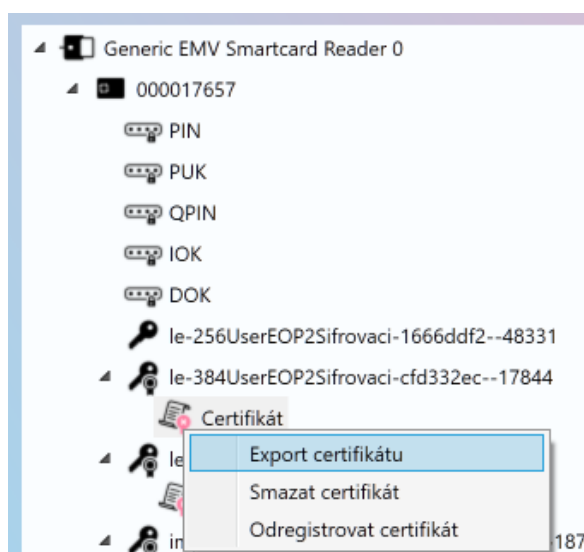 Generic EMV Smartcard Reader 0
000017657
PIN
PUK
QPIN
IOK
DOK
le-256UserEOP2Sifrovaci-1666ddf2--48331
le-384UserEOP2Sifrovaci-cfd332ec--17844
Certifikát
Export certifikátu
Smazat certifikát
Odregistrovat certifikát